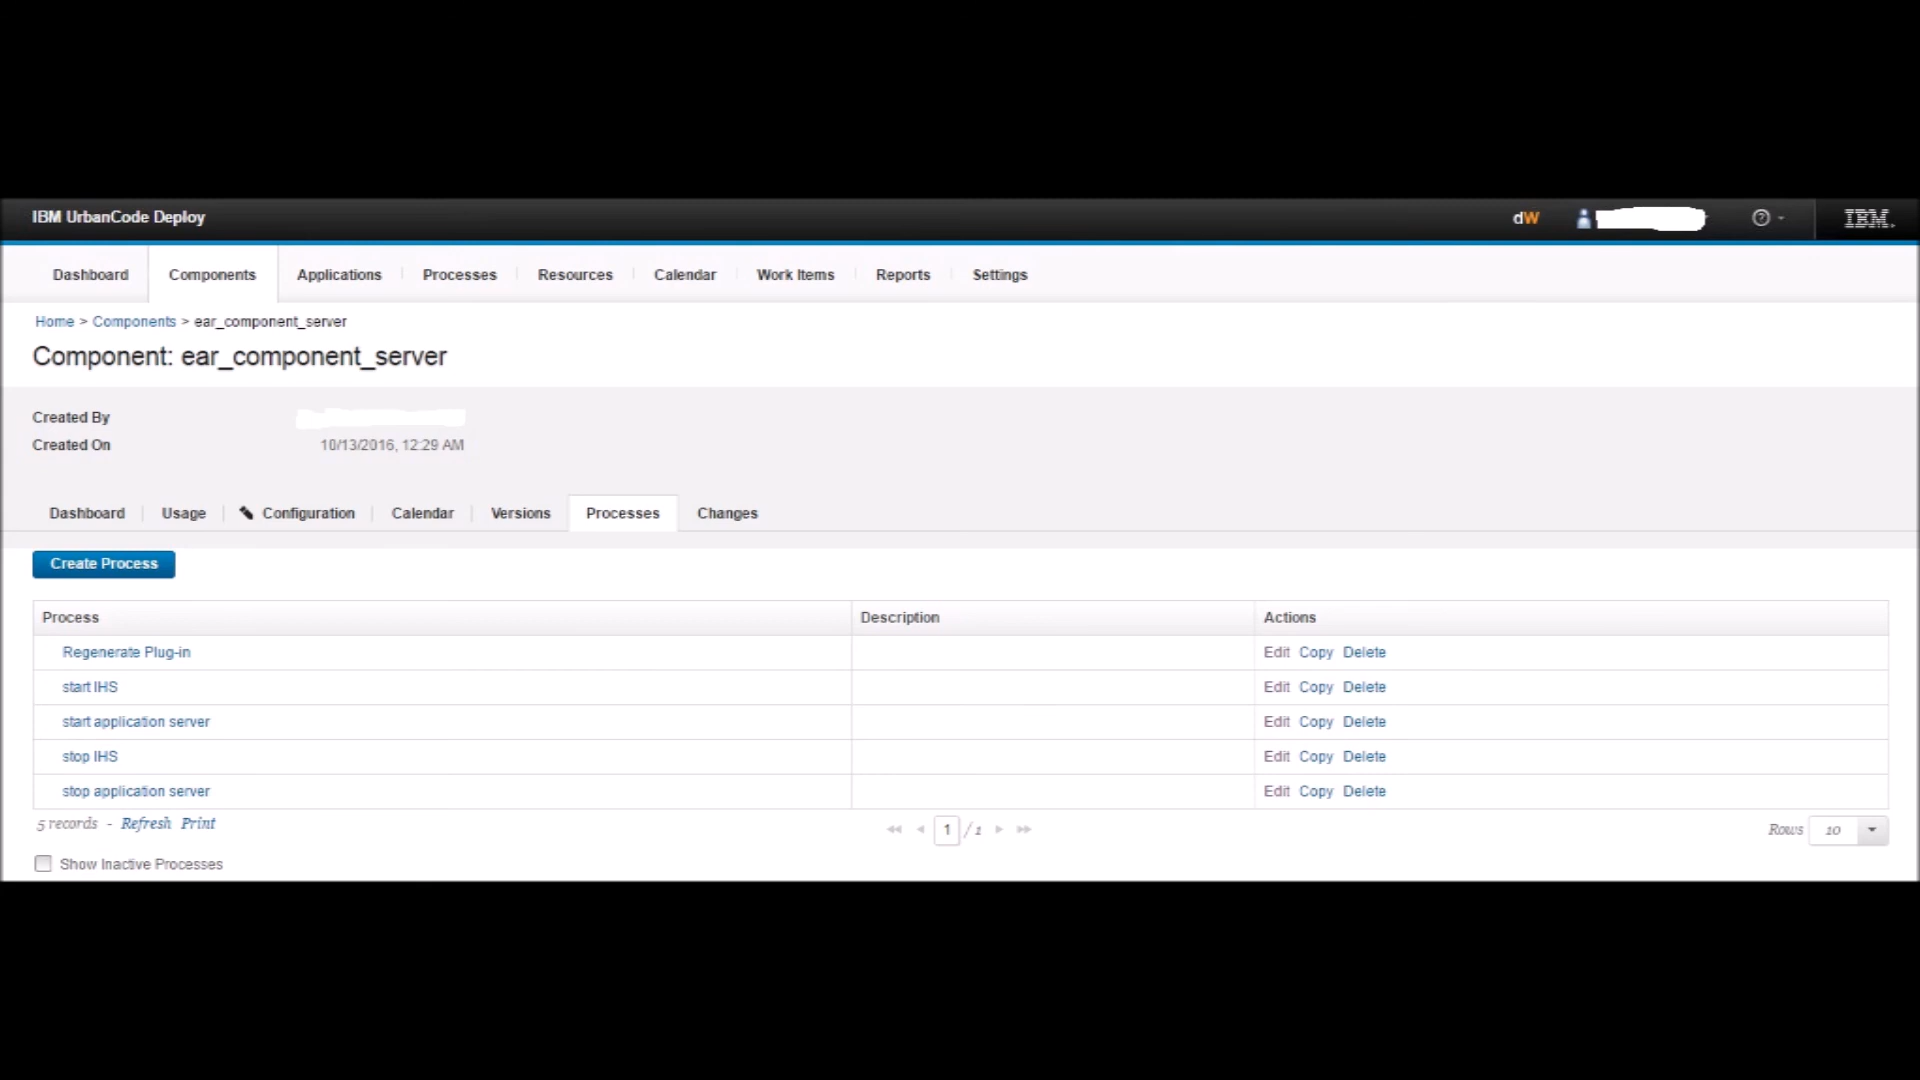 IBM UrbanCode Deploy dW IBM.
Dashboard Components Applications Processes Resources Calendar Work Items Reports Settings
Home > Components > ear_component_server
Component: ear_component_server
Created By
Created On 10/13/2016, 12:29 AM
Dashboard Usage Configuration Calendar Versions Processes Changes
Create Process
Process Description Actions
Regenerate Plug-in Edit Copy Delete
start IHS Edit Copy Delete
start application server Edit Copy Delete
stop IHS Edit Copy Delete
stop application server Edit Copy Delete
5 records - Refresh Print 1 / 1 Rows 10
Show Inactive Processes